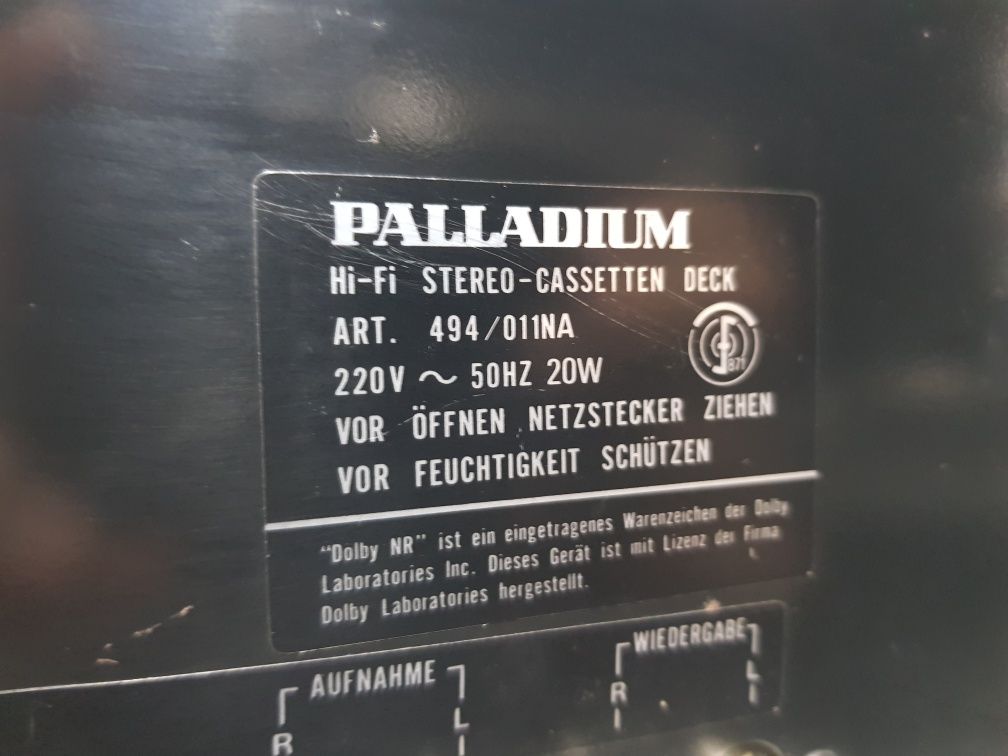 PALLADIUM
Hi-Fi STEREO-CASSETTEN DECK
ART. 494/011NA
220V ~ 50HZ 20W
871
VOR ÖFFNEN NETZSTECKER ZIEHEN
VOR FEUCHTIGKEIT SCHÜTZEN
"Dolby NR" ist ein eingetragenes Warenzeichen der Dolby
Laboratories Inc. Dieses Gerät ist mit Lizenz der Firma
Dolby Laboratories hergestellt.
AUFNAHME
R L
WIEDERGABE
R L